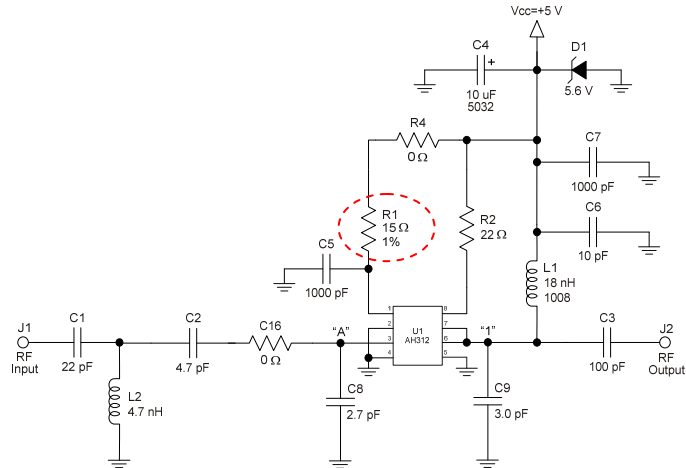 Vcc=+5 V
C4
+
10 uF
5032
D1
5.6 V
R4
0 Ω
C7
1000 pF
R1
15 Ω
1%
R2
22 Ω
C6
10 pF
C5
1000 pF
L1
18 nH
1008
J1
RF
Input
C1
22 pF
C2
4.7 pF
C16
0 Ω
"A"
1
2
3
4
U1
AH312
8
7
6
5
"1"
C3
100 pF
J2
RF
Output
L2
4.7 nH
C8
2.7 pF
C9
3.0 pF